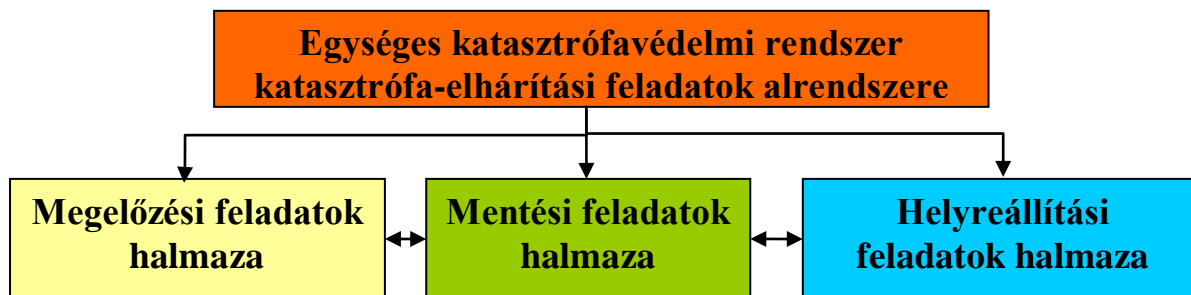 Egységes katasztrófavédelmi rendszer
katasztrófa-elhárítási feladatok alrendszere
Megelőzési feladatok
halmaza
Mentési feladatok
halmaza
Helyreállítási
feladatok halmaza